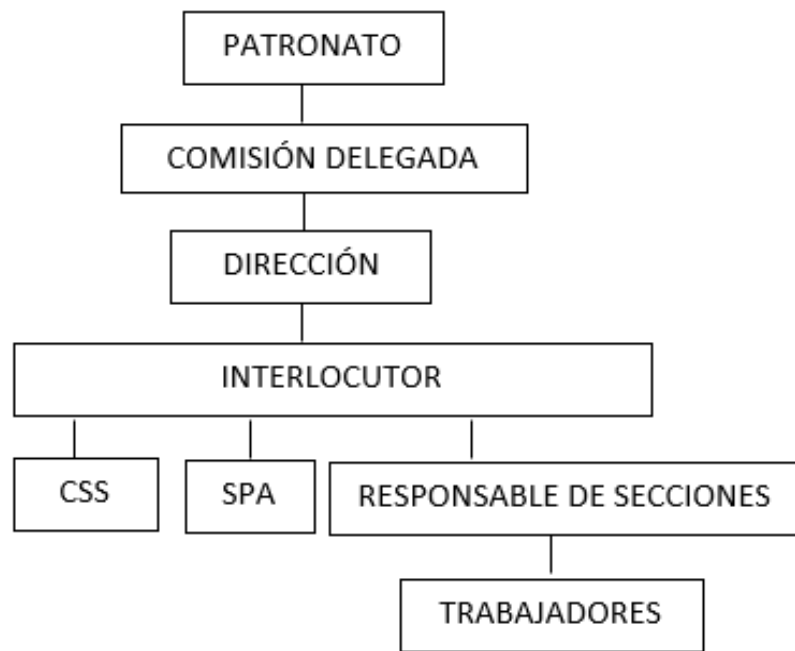 PATRONATO
COMISIÓN DELEGADA
DIRECCIÓN
INTERLOCUTOR
CSS
SPA
RESPONSABLE DE SECCIONES
TRABAJADORES